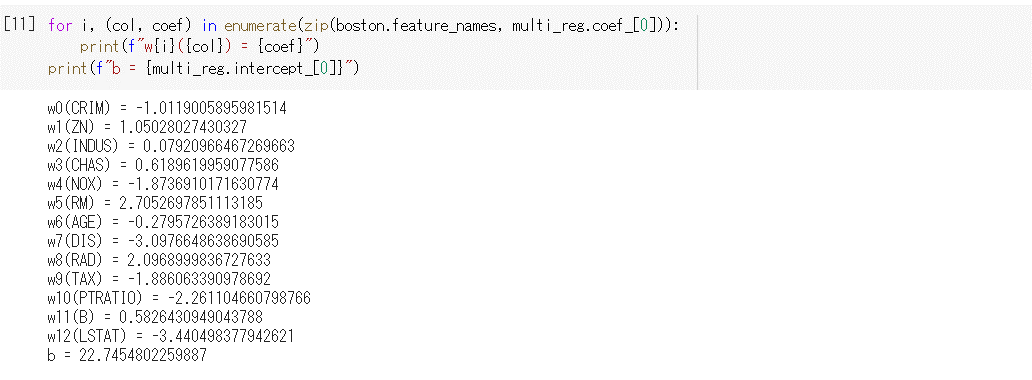 [11] for i, (col, coef) in enumerate(zip(boston.feature_names, multi_reg.coef_[0])):
print(f"w{i}({col}) = {coef}")
print(f"b = {multi_reg.intercept_[0]}")
w0(CRIM) = -1.0119005895981514
w1(ZN) = 1.05028027430327
w2(INDUS) = 0.07920966467269663
w3(CHAS) = 0.6189619959077586
w4(NOX) = -1.8736910171630774
w5(RM) = 2.7052697851113185
w6(AGE) = -0.2795726389183015
w7(DIS) = -3.0976648638690585
w8(RAD) = 2.0968999836727633
w9(TAX) = -1.886063390978692
w10(PTRATIO) = -2.261104660798766
w11(B) = 0.5826430949043788
w12(LSTAT) = -3.440498377942621
b = 22.7454802259887